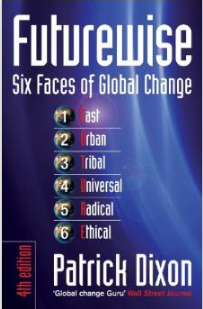 Futurewise
Six Faces of Global Change
1 Fast
2 Urban
3 Tribal
4 Universal
5 Radical
6 Ethical
4th edition
Patrick Dixon
'Global change Guru' Wall Street Journal